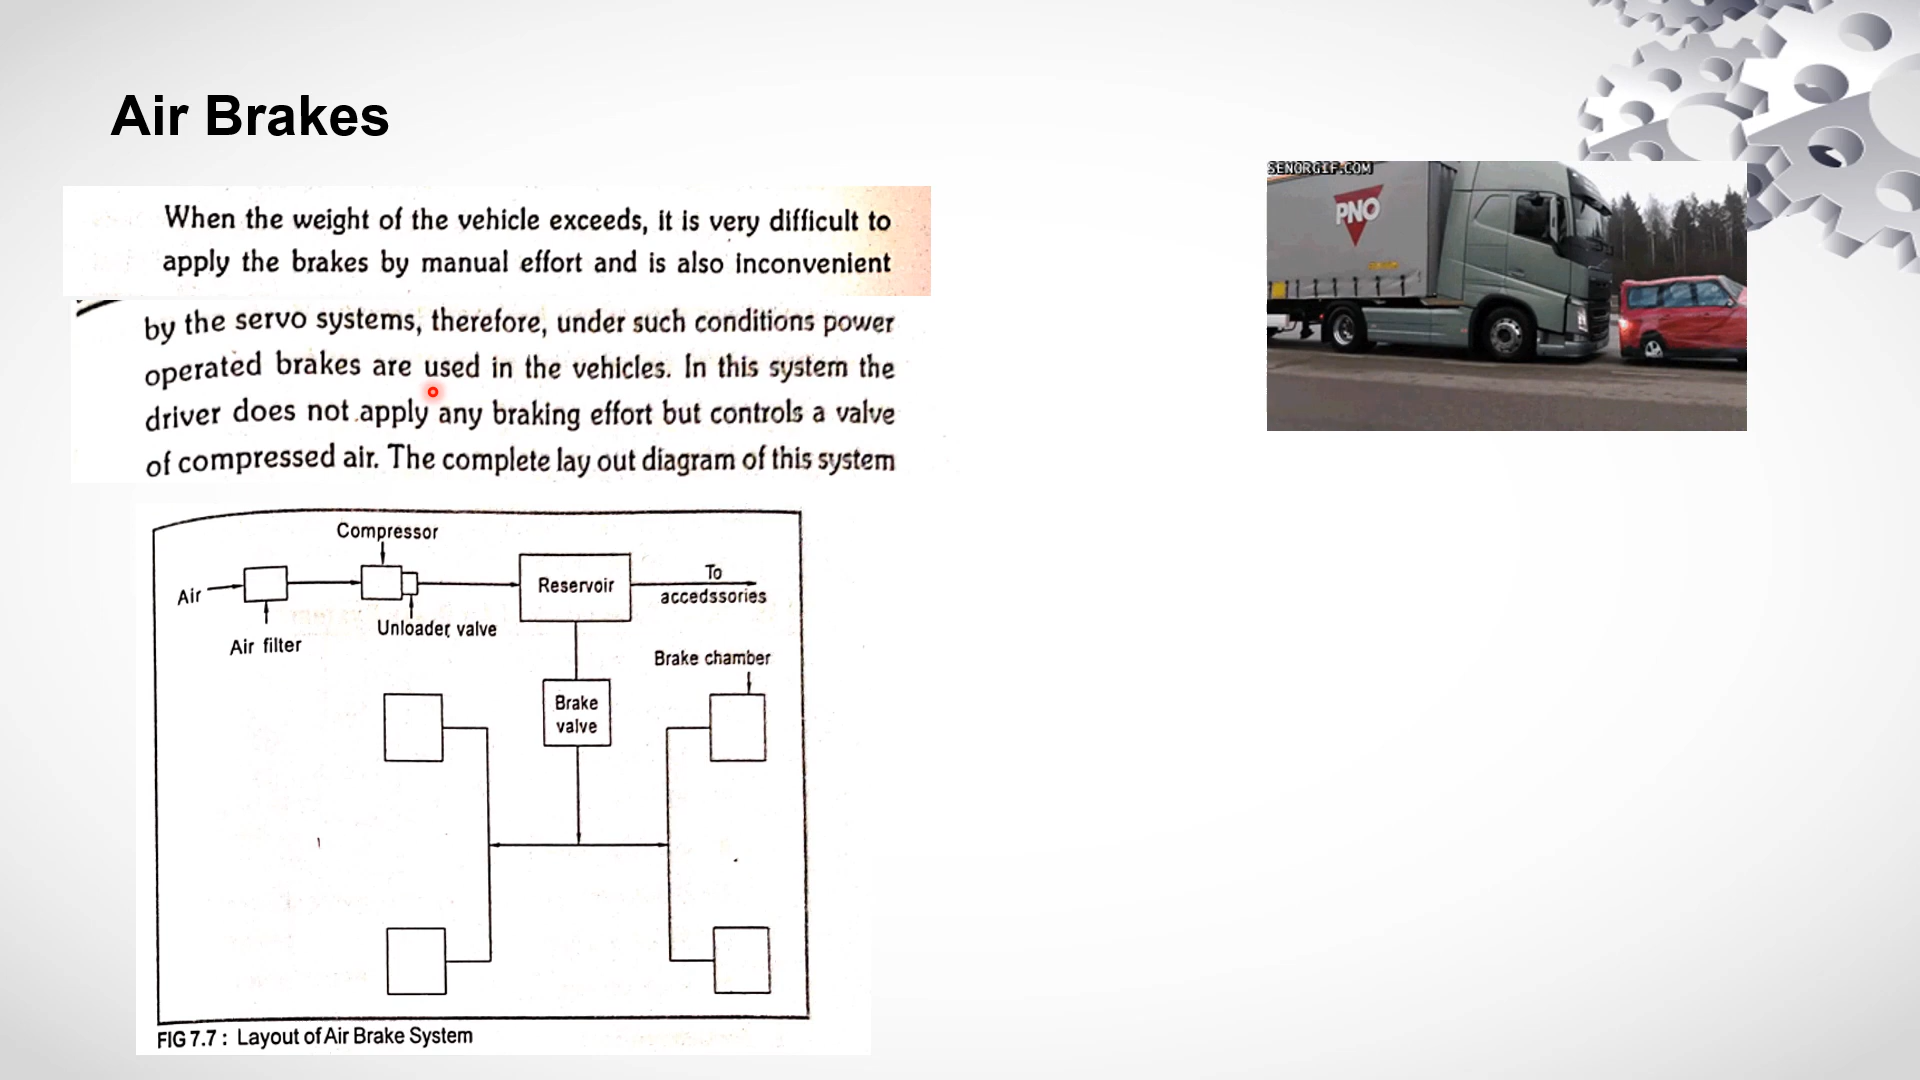 Air Brakes
When the weight of the vehicle exceeds, it is very difficult to
apply the brakes by manual effort and is also inconvenient
by the servo systems, therefore, under such conditions power
operated brakes are used in the vehicles. In this system the
driver does not apply any braking effort but controls a valve
of compressed air. The complete lay out diagram of this system
SENORGIF.COM
PNO
Compressor
Air
Reservoir
To
accedssories
Air filter
Unloader valve
Brake chamber
Brake
valve
FIG 7.7 : Layout of Air Brake System